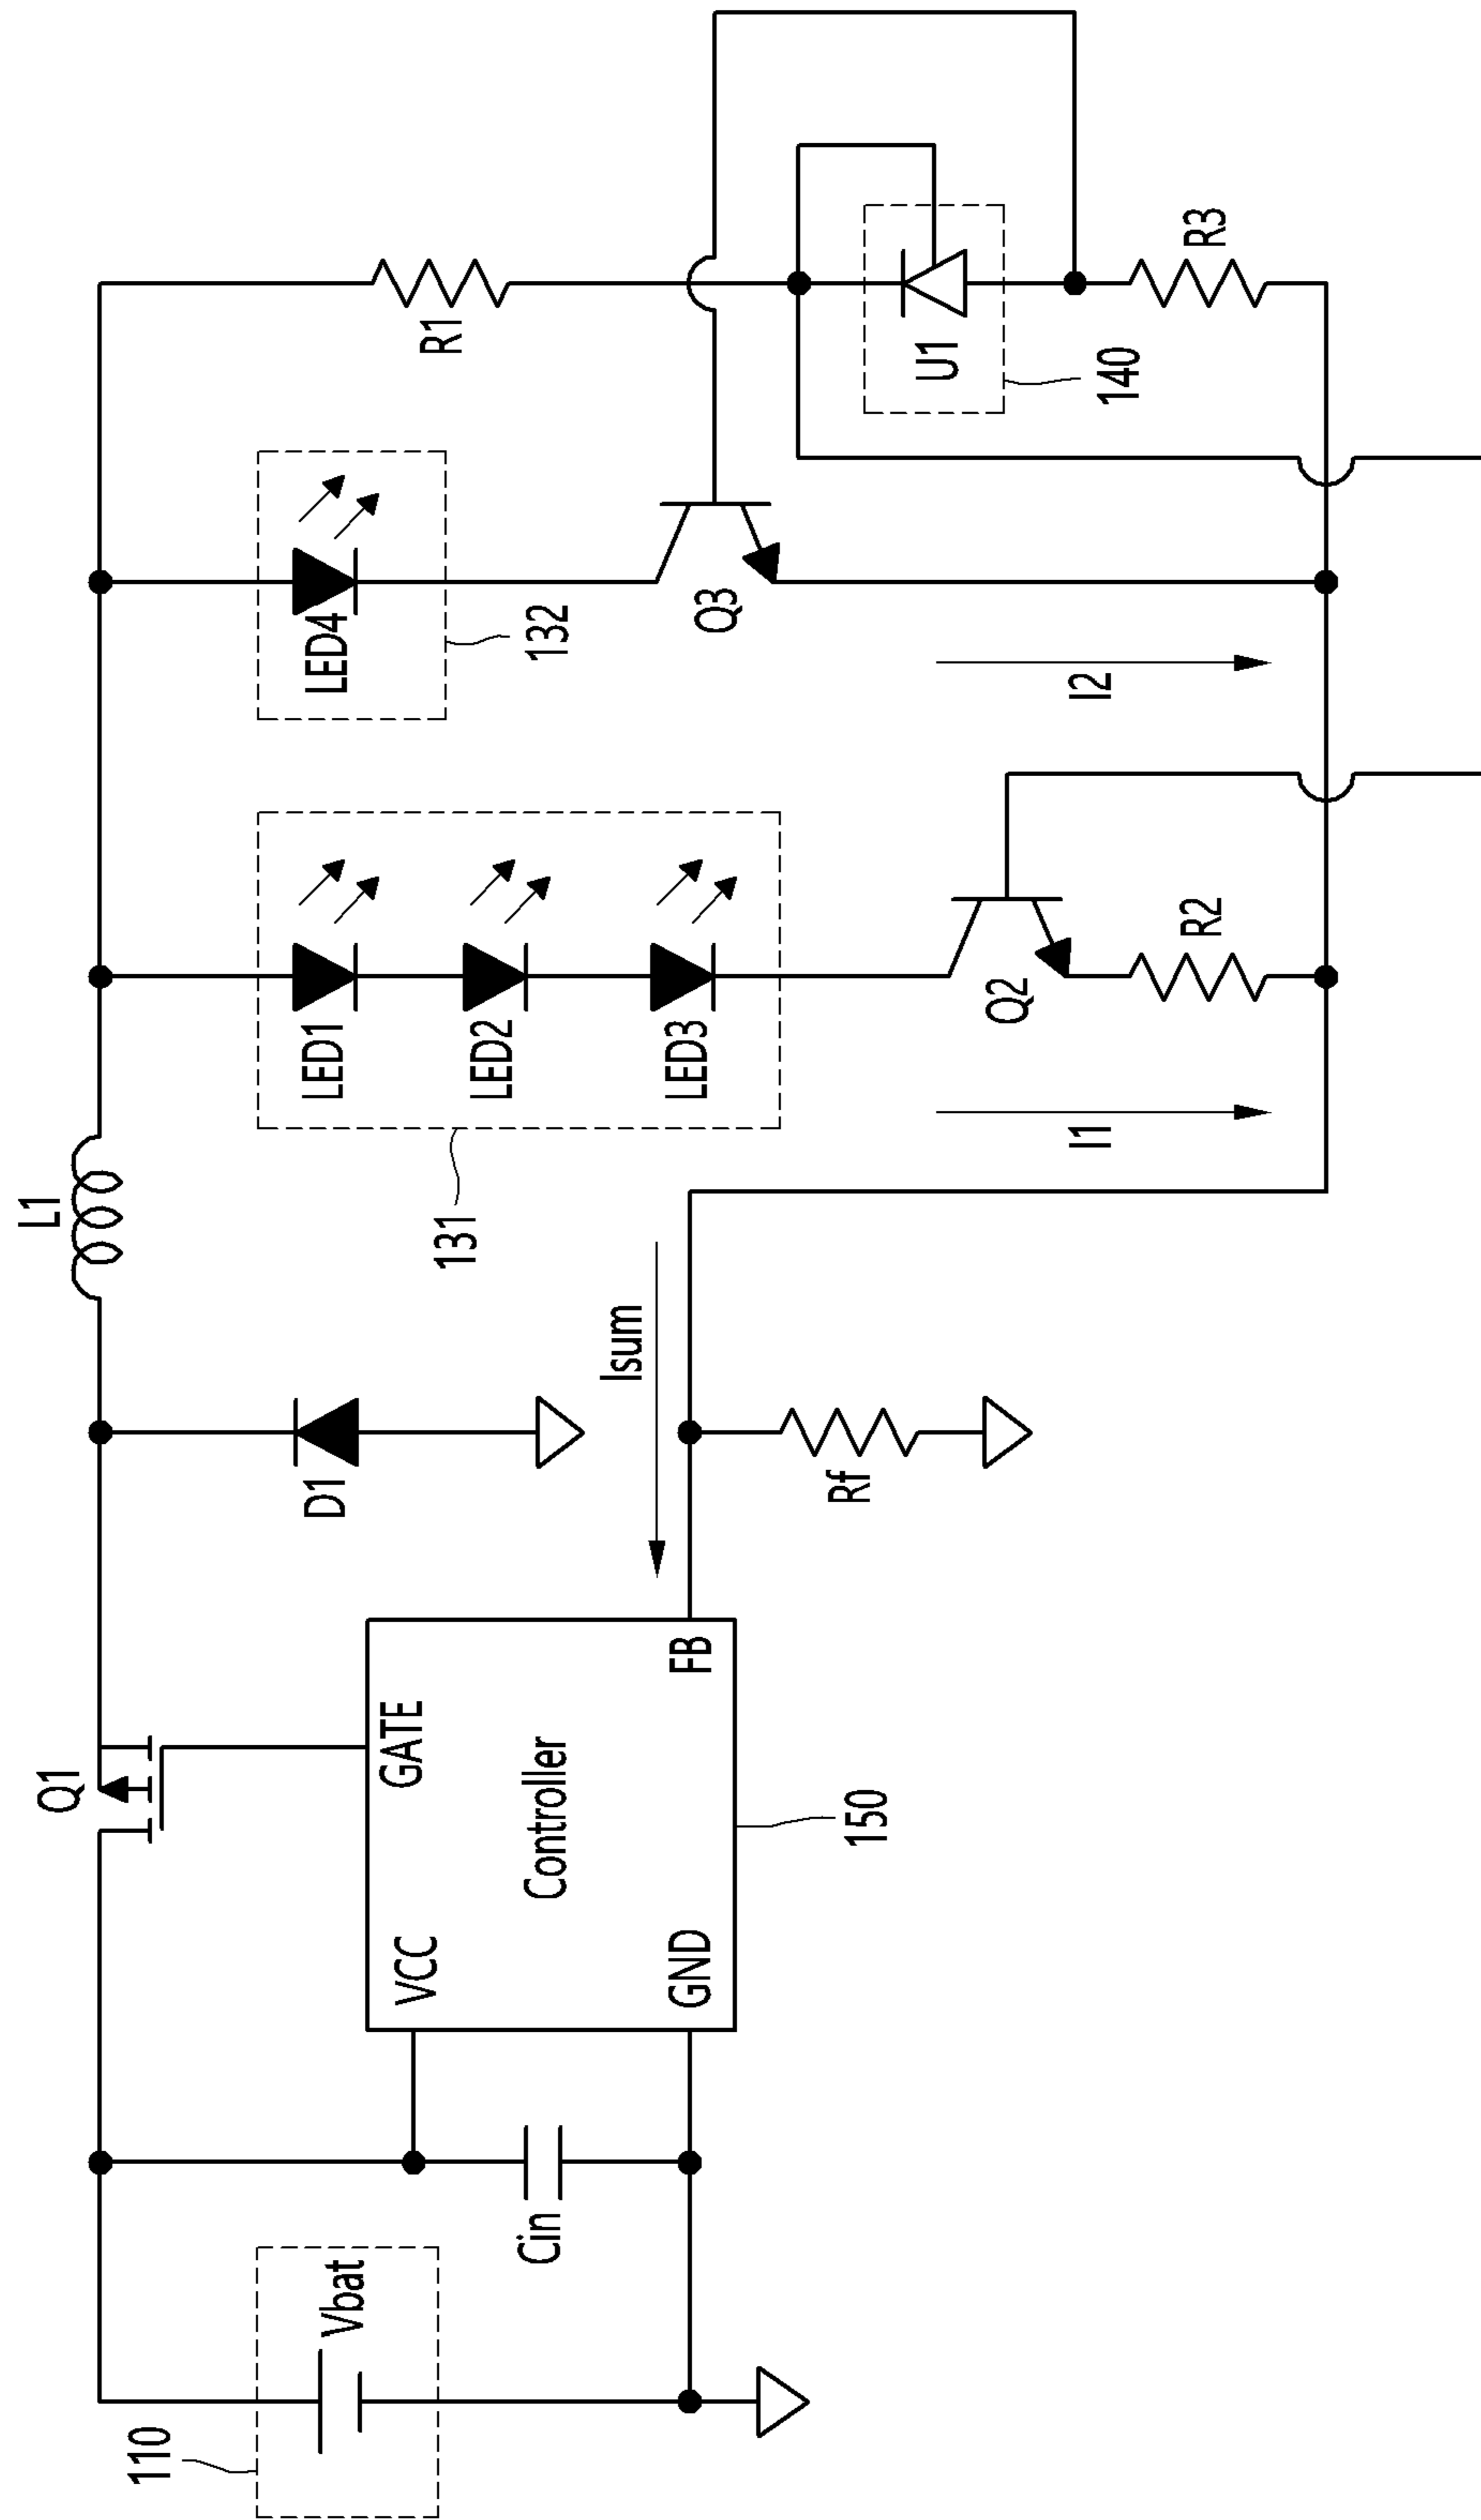 110
Vbat
Cin
Q1
VCC
GATE
Controller
GND
FB
150
D1
Rf
Isum
L1
131
LED1
LED2
LED3
I1
Q2
R2
LED4
132
Q3
I2
R1
U1
140
R3